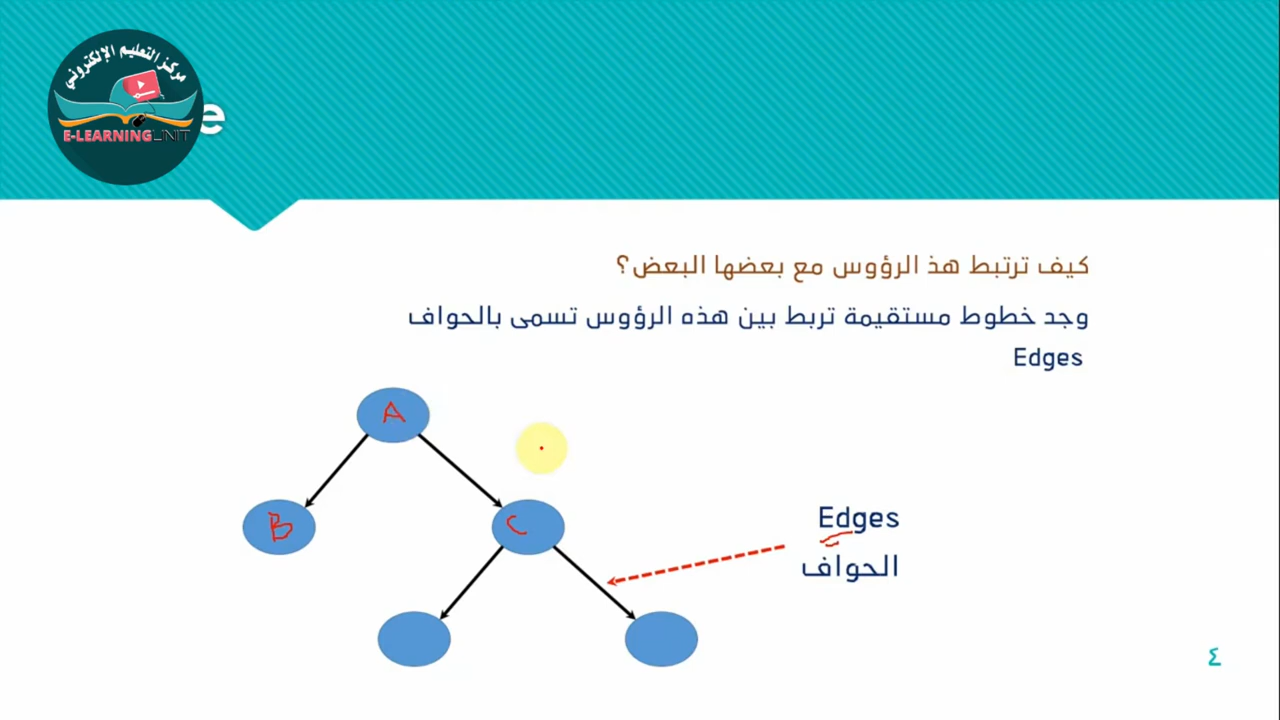 مركز التعليم الإلكتروني
E-LEARNING UNIT
e
كيف ترتبط هذ الرؤوس مع بعضها البعض؟
وجد خطوط مستقيمة تربط بين هذه الرؤوس تسمى بالحواف
Edges
A
B
C
Edges
الحواف
٤